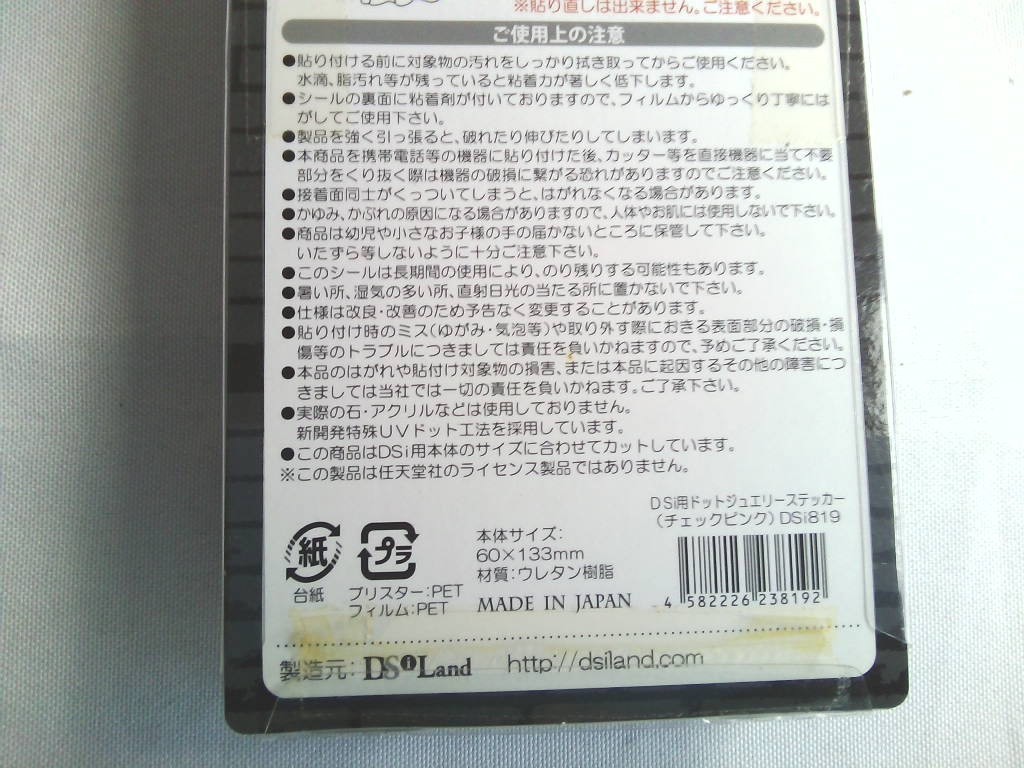 ※貼り直しは出来ません。ご注意ください。
ご使用上の注意
●貼り付ける前に対象物の汚れをしっかり拭き取ってからご使用ください。
水滴、脂汚れ等が残っていると粘着力が著しく低下します。
●シールの裏面に粘着剤が付いておりますので、フィルムからゆっくり丁寧には
がしてご使用下さい。
●製品を強く引っ張ると、破れたり伸びたりしてしまいます。
●本商品を携帯電話等の機器に貼り付けた後、カッター等を直接機器に当て不要
部分をくり抜く際は機器の破損に繋がる恐れがありますのでご注意ください。
●接着面同士がくっついてしまうと、はがれなくなる場合があります。
●かゆみ、かぶれの原因になる場合がありますので、人体やお肌には使用しないで下さい。
●商品は幼児や小さなお子様の手の届かないところに保管して下さい。
いたずら等しないように十分ご注意下さい。
●このシールは長期間の使用により、のり残りする可能性もあります。
●暑い所、湿気の多い所、直射日光の当たる所に置かないで下さい。
●仕様は改良・改善のため予告なく変更することがあります。
●貼り付け時のミス(ゆがみ・気泡等)や取り外す際におきる表面部分の破損・損
傷等のトラブルにつきましては責任を負いかねますので、予めご了承ください。
●本品のはがれや貼付け対象物の損害、または本品に起因するその他の障害につ
きましては当社では一切の責任を負いかねます。ご了承下さい。
●実際の石・アクリルなどは使用しておりません。
新開発特殊UVドット工法を採用しています。
●この商品はDSi用本体のサイズに合わせてカットしています。
※この製品は任天堂社のライセンス製品ではありません。
DSi用ドットジュエリーステッカー
(チェックピンク)DSi819
紙
プラ
台紙
ブリスター:PET
フィルム:PET
本体サイズ:
60×133mm
材質:ウレタン樹脂
MADE IN JAPAN
4 582226 238192
製造元: DSiLand http://dsiland.com